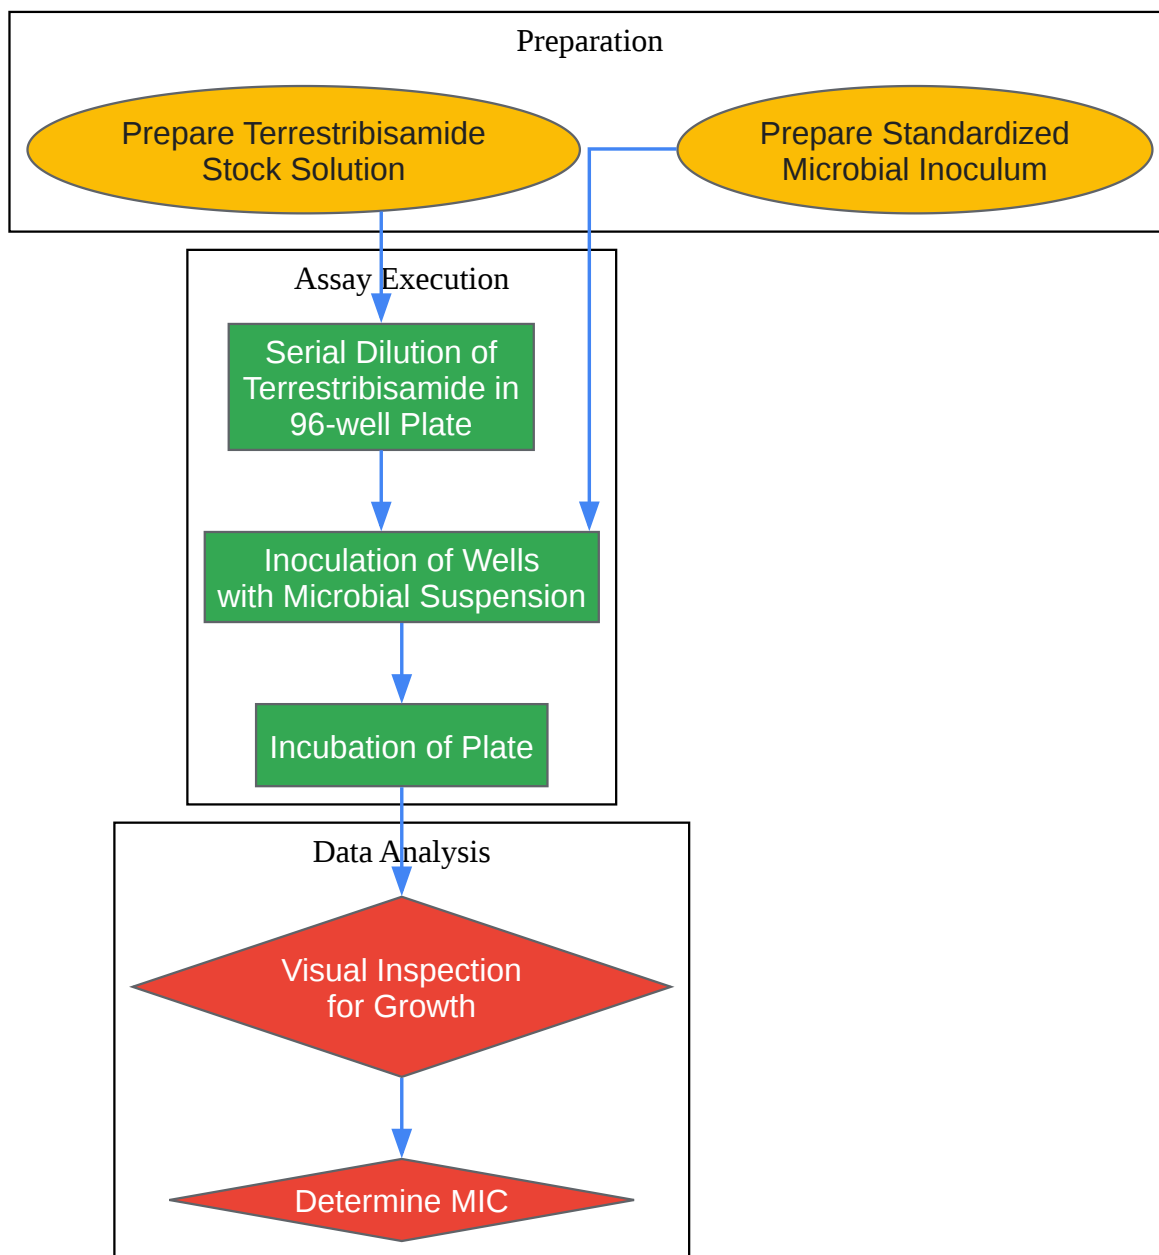 Preparation
Prepare Terrestribisamide
Stock Solution
Prepare Standardized
Microbial Inoculum
Assay Execution
Serial Dilution of
Terrestribisamide in
96-well Plate
Inoculation of Wells
with Microbial Suspension
Incubation of Plate
Data Analysis
Visual Inspection
for Growth
Determine MIC